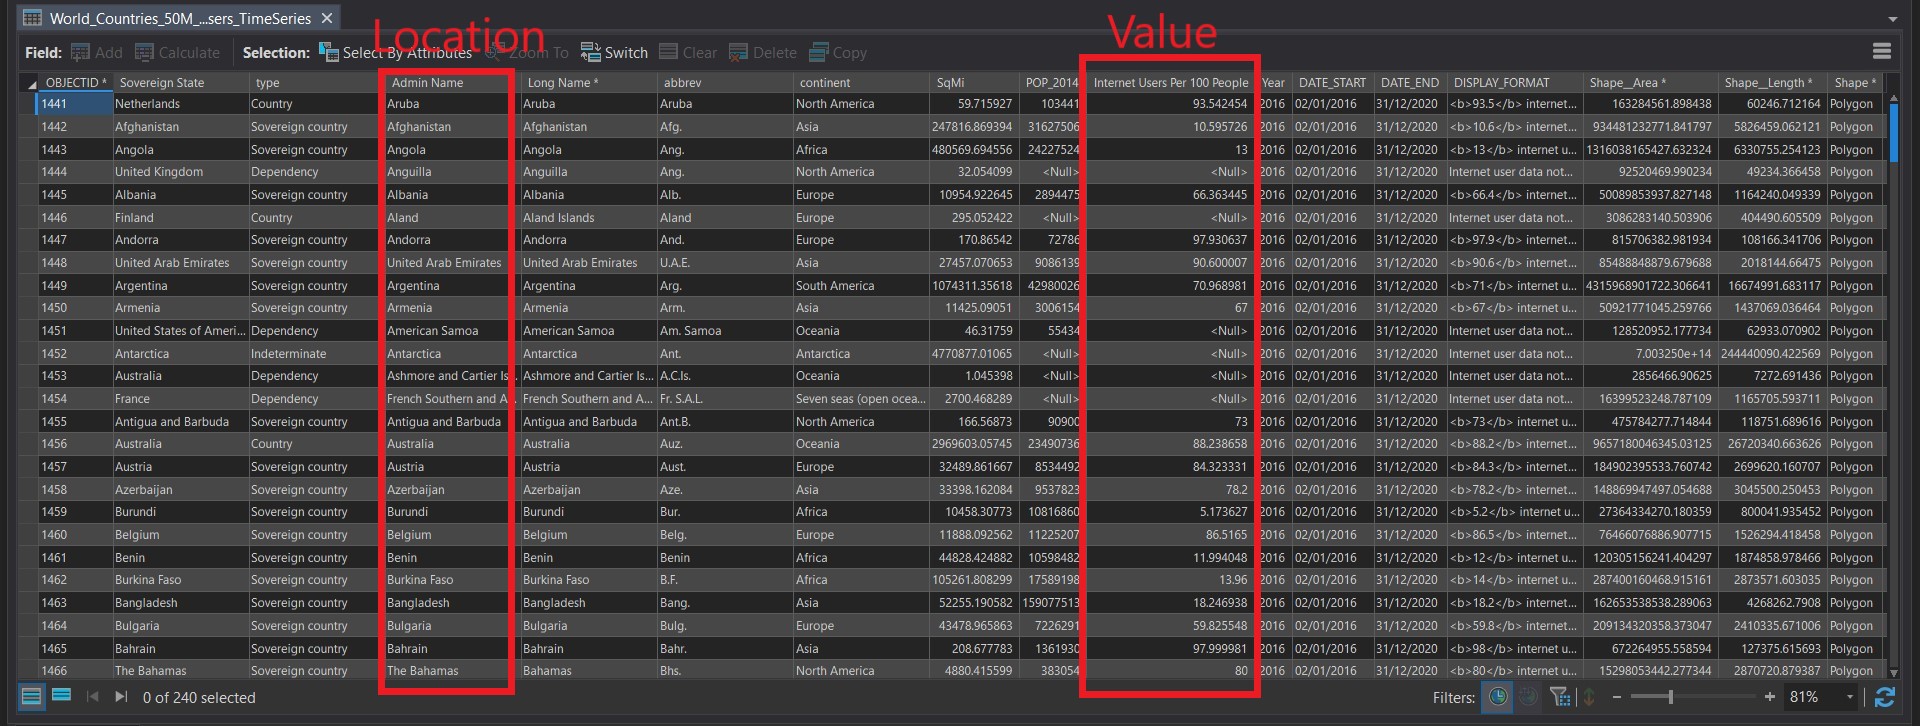 World_Countries_50M_...sers_TimeSeries
Location
Value
Field: Add Calculate Selection: Select By Attributes Zoom To Switch Clear Delete Copy
OBJECTID * Sovereign State type Admin Name Long Name * abbrev continent SqMi POP_2014 Internet Users Per 100 People Year DATE_START DATE_END DISPLAY_FORMAT Shape__Area * Shape__Length * Shape *
1441 Netherlands Country Aruba Aruba Aruba North America 59.715927 103441 93.542454 2016 02/01/2016 31/12/2020 <b>93.5</b> internet... 163284561.898438 60246.712164 Polygon
1442 Afghanistan Sovereign country Afghanistan Afghanistan Afg. Asia 247816.869394 31627506 10.595726 2016 02/01/2016 31/12/2020 <b>10.6</b> internet... 934481232771.841797 5826459.062121 Polygon
1443 Angola Sovereign country Angola Angola Ang. Africa 480569.694556 24227524 13 2016 02/01/2016 31/12/2020 <b>13</b> internet u... 1316038165427.632324 6330755.254123 Polygon
1444 United Kingdom Dependency Anguilla Anguilla Ang. North America 32.054099 <Null> <Null> 2016 02/01/2016 31/12/2020 Internet user data not... 92520469.990234 49234.366458 Polygon
1445 Albania Sovereign country Albania Albania Alb. Europe 10954.922645 2894475 66.363445 2016 02/01/2016 31/12/2020 <b>66.4</b> internet... 50089853937.827148 1164240.049339 Polygon
1446 Finland Country Aland Aland Islands Aland Europe 295.052422 <Null> <Null> 2016 02/01/2016 31/12/2020 Internet user data not... 3086283140.503906 404490.605509 Polygon
1447 Andorra Sovereign country Andorra Andorra And. Europe 170.86542 72786 97.930637 2016 02/01/2016 31/12/2020 <b>97.9</b> internet... 815706382.981934 108166.341706 Polygon
1448 United Arab Emirates Sovereign country United Arab Emirates United Arab Emirates U.A.E. Asia 27457.070653 9086139 90.600007 2016 02/01/2016 31/12/2020 <b>90.6</b> internet... 85488848879.679688 2018144.66475 Polygon
1449 Argentina Sovereign country Argentina Argentina Arg. South America 1074311.35618 42980026 70.968981 2016 02/01/2016 31/12/2020 <b>71</b> internet u... 4315968901722.306641 16674991.683117 Polygon
1450 Armenia Sovereign country Armenia Armenia Arm. Asia 11425.09051 3006154 67 2016 02/01/2016 31/12/2020 <b>67</b> internet u... 50921771045.259766 1437069.036464 Polygon
1451 United States of Ameri... Dependency American Samoa American Samoa Am. Samoa Oceania 46.31759 55434 <Null> 2016 02/01/2016 31/12/2020 Internet user data not... 128520952.177734 62933.070902 Polygon
1452 Antarctica Indeterminate Antarctica Antarctica Ant. Antarctica 4770877.01065 <Null> <Null> 2016 02/01/2016 31/12/2020 Internet user data not... 7.003250e+14 244440090.422569 Polygon
1453 Australia Dependency Ashmore and Cartier Is... Ashmore and Cartier Is... A.C.Is. Oceania 1.045398 <Null> <Null> 2016 02/01/2016 31/12/2020 Internet user data not... 2856466.90625 7272.691436 Polygon
1454 France Dependency French Southern and A... French Southern and A... Fr. S.A.L. Seven seas (open ocea... 2700.468289 <Null> <Null> 2016 02/01/2016 31/12/2020 Internet user data not... 16399523248.787109 1165705.593711 Polygon
1455 Antigua and Barbuda Sovereign country Antigua and Barbuda Antigua and Barbuda Ant.B. North America 166.56873 90900 73 2016 02/01/2016 31/12/2020 <b>73</b> internet u... 475784277.714844 118751.689616 Polygon
1456 Australia Country Australia Australia Auz. Oceania 2969603.05745 23490736 88.238658 2016 02/01/2016 31/12/2020 <b>88.2</b> internet... 9657180046345.03125 26720340.663626 Polygon
1457 Austria Sovereign country Austria Austria Aust. Europe 32489.861667 8534492 84.323331 2016 02/01/2016 31/12/2020 <b>84.3</b> internet... 184902395533.760742 2699620.160707 Polygon
1458 Azerbaijan Sovereign country Azerbaijan Azerbaijan Aze. Asia 33398.162084 9537823 78.2 2016 02/01/2016 31/12/2020 <b>78.2</b> internet... 148869947497.054688 3045500.250453 Polygon
1459 Burundi Sovereign country Burundi Burundi Bur. Africa 10458.30773 10816860 5.173627 2016 02/01/2016 31/12/2020 <b>5.2</b> internet u... 27364334270.180359 800041.935452 Polygon
1460 Belgium Sovereign country Belgium Belgium Belg. Europe 11888.092562 11225207 86.5165 2016 02/01/2016 31/12/2020 <b>86.5</b> internet... 76466076886.907715 1526294.418458 Polygon
1461 Benin Sovereign country Benin Benin Benin Africa 44828.424882 10598482 11.994048 2016 02/01/2016 31/12/2020 <b>12</b> internet u... 120305156241.404297 1874858.978466 Polygon
1462 Burkina Faso Sovereign country Burkina Faso Burkina Faso B.F. Africa 105261.808299 17589198 13.96 2016 02/01/2016 31/12/2020 <b>14</b> internet u... 287400160468.915161 2873571.603035 Polygon
1463 Bangladesh Sovereign country Bangladesh Bangladesh Bang. Asia 52255.190582 159077513 18.246938 2016 02/01/2016 31/12/2020 <b>18.2</b> internet... 162653538538.289063 4268262.7908 Polygon
1464 Bulgaria Sovereign country Bulgaria Bulgaria Bulg. Europe 43478.965863 7226291 59.825548 2016 02/01/2016 31/12/2020 <b>59.8</b> internet... 209134320358.373047 2410335.671006 Polygon
1465 Bahrain Sovereign country Bahrain Bahrain Bahr. Asia 208.677783 1361930 97.999981 2016 02/01/2016 31/12/2020 <b>98</b> internet u... 672264955.558594 127375.615693 Polygon
1466 The Bahamas Sovereign country The Bahamas Bahamas Bhs. North America 4880.415599 383054 80 2016 02/01/2016 31/12/2020 <b>80</b> internet u... 15298053442.277344 2870720.879387 Polygon
0 of 240 selected Filters: 81%